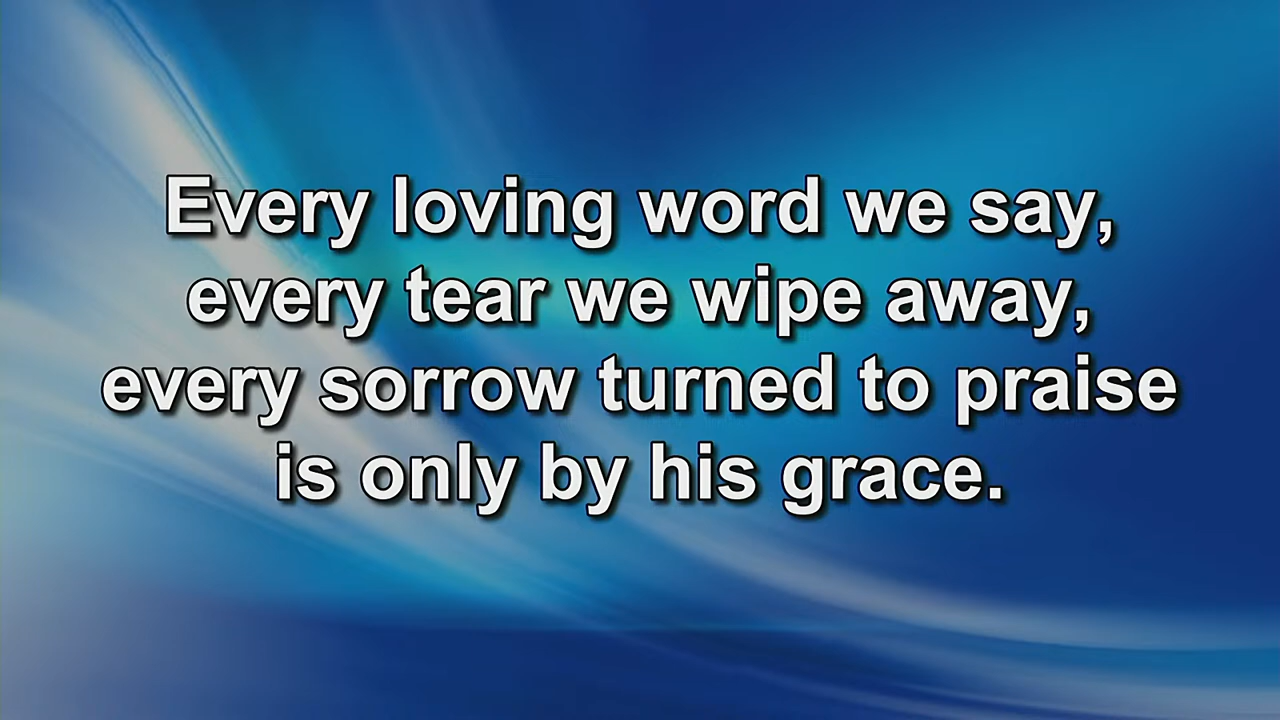 Every loving word we say,
every tear we wipe away,
every sorrow turned to praise
is only by his grace.